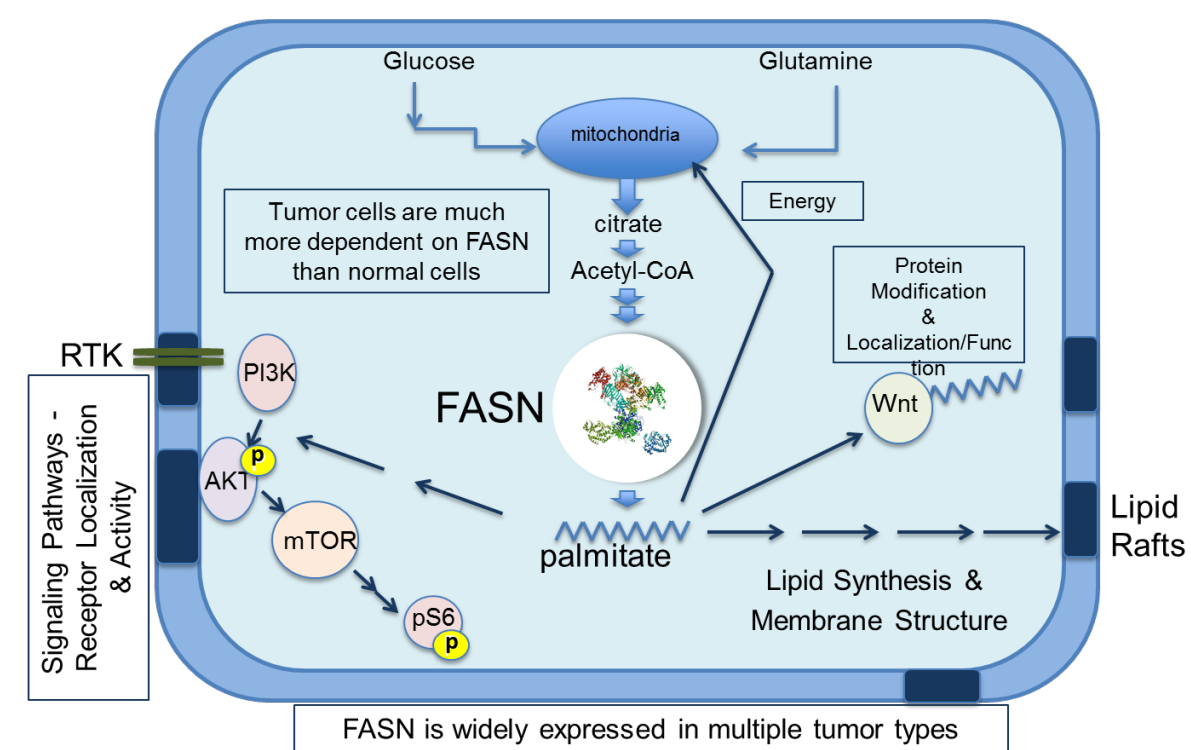 Glucose
Glutamine
mitochondria
Energy
Tumor cells are much
more dependent on FASN
than normal cells
citrate
Acetyl-CoA
Protein
Modification
&
Localization/Func
tion
RTK
PI3K
FASN
Wnt
p
AKT
mTOR
palmitate
pS6
p
Lipid
Rafts
Lipid Synthesis &
Membrane Structure
Signaling Pathways -
Receptor Localization
& Activity
FASN is widely expressed in multiple tumor types